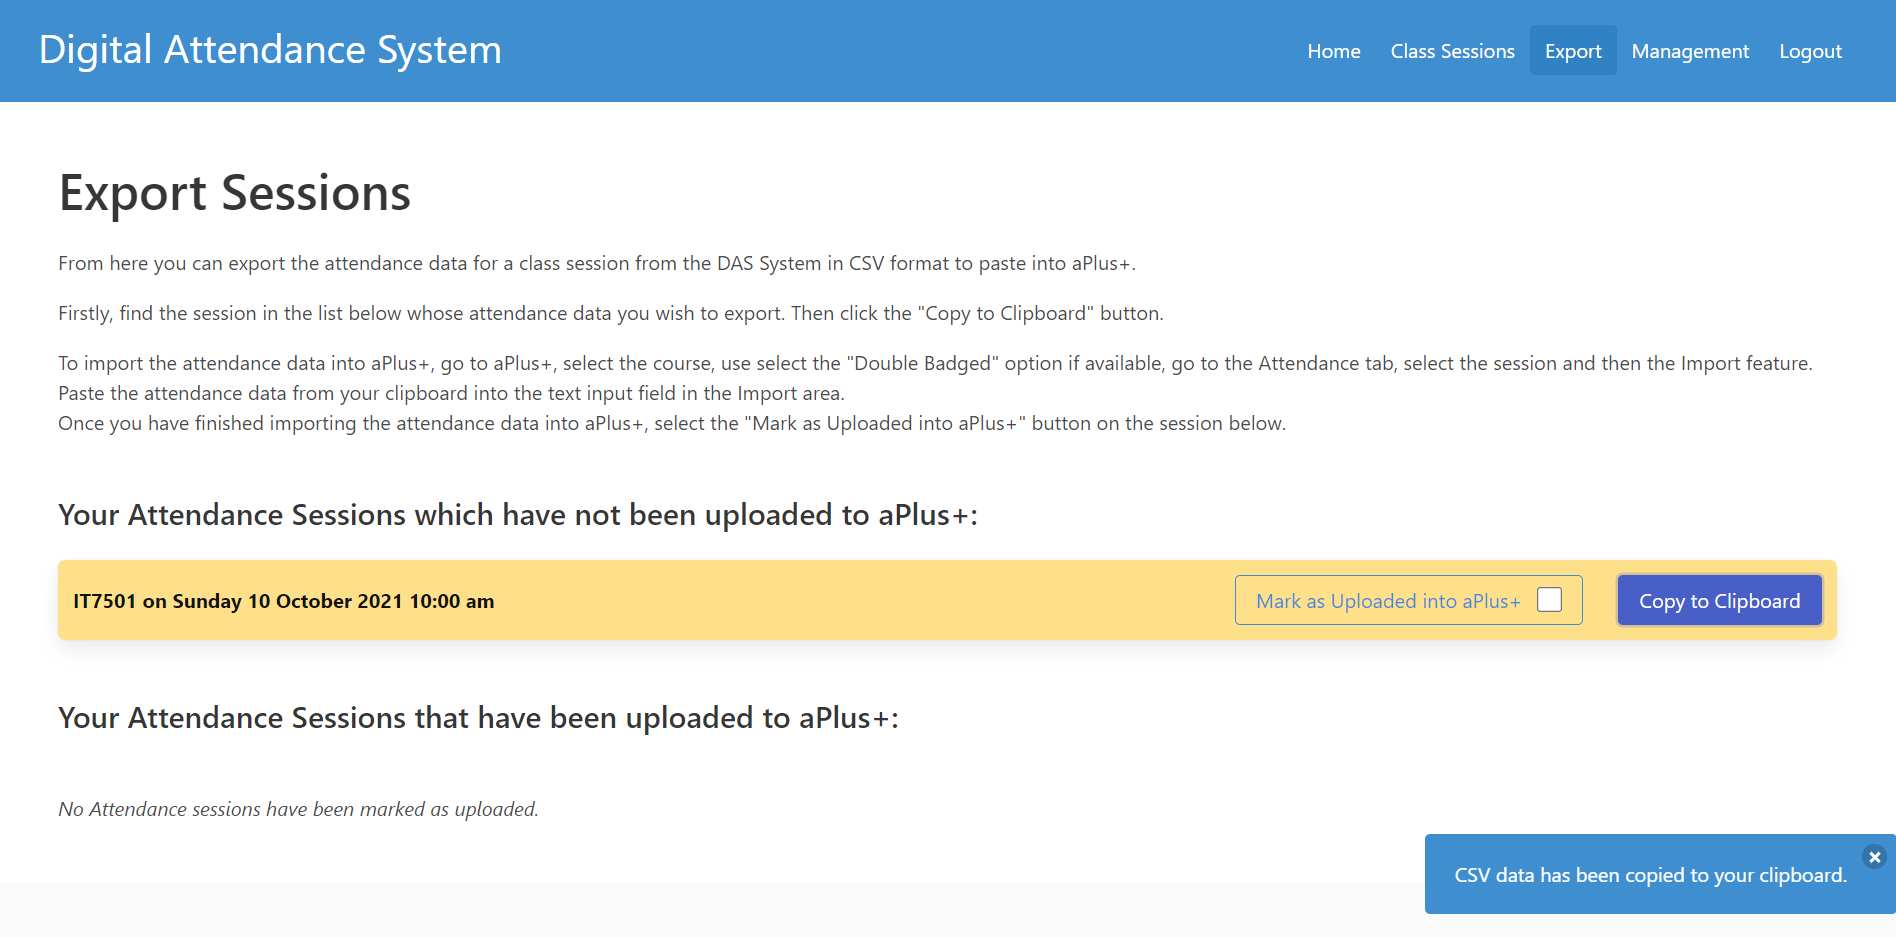 Digital Attendance System
Home
Class Sessions
Export
Management
Logout
Export Sessions
From here you can export the attendance data for a class session from the DAS System in CSV format to paste into aPlus+.
Firstly, find the session in the list below whose attendance data you wish to export. Then click the "Copy to Clipboard" button.
To import the attendance data into aPlus+, go to aPlus+, select the course, use select the "Double Badged" option if available, go to the Attendance tab, select the session and then the Import feature.
Paste the attendance data from your clipboard into the text input field in the Import area.
Once you have finished importing the attendance data into aPlus+, select the "Mark as Uploaded into aPlus+" button on the session below.
Your Attendance Sessions which have not been uploaded to aPlus+:
IT7501 on Sunday 10 October 2021 10:00 am
Mark as Uploaded into aPlus+
Copy to Clipboard
Your Attendance Sessions that have been uploaded to aPlus+:
No Attendance sessions have been marked as uploaded.
CSV data has been copied to your clipboard.